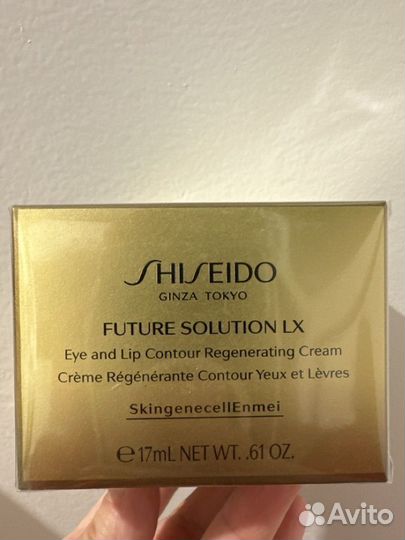 SHISEIDO
GINZA TOKYO
FUTURE SOLUTION LX
Eye and Lip Contour Regenerating Cream
Crème Régénérante Contour Yeux et Lèvres
SkingenecellEnmei
℮17mL NET WT. .61 OZ.
Avito